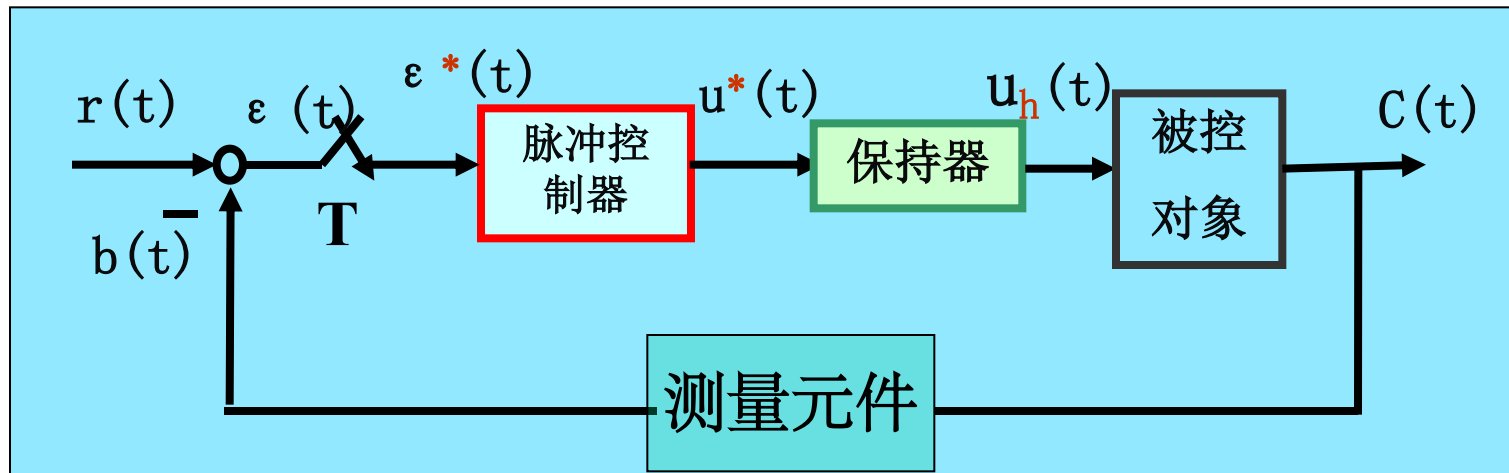 r(t)
ε (t)
ε*(t)
T
b(t)
脉冲控
制器
u*(t)
保持器
uh(t)
被控
对象
C(t)
测量元件